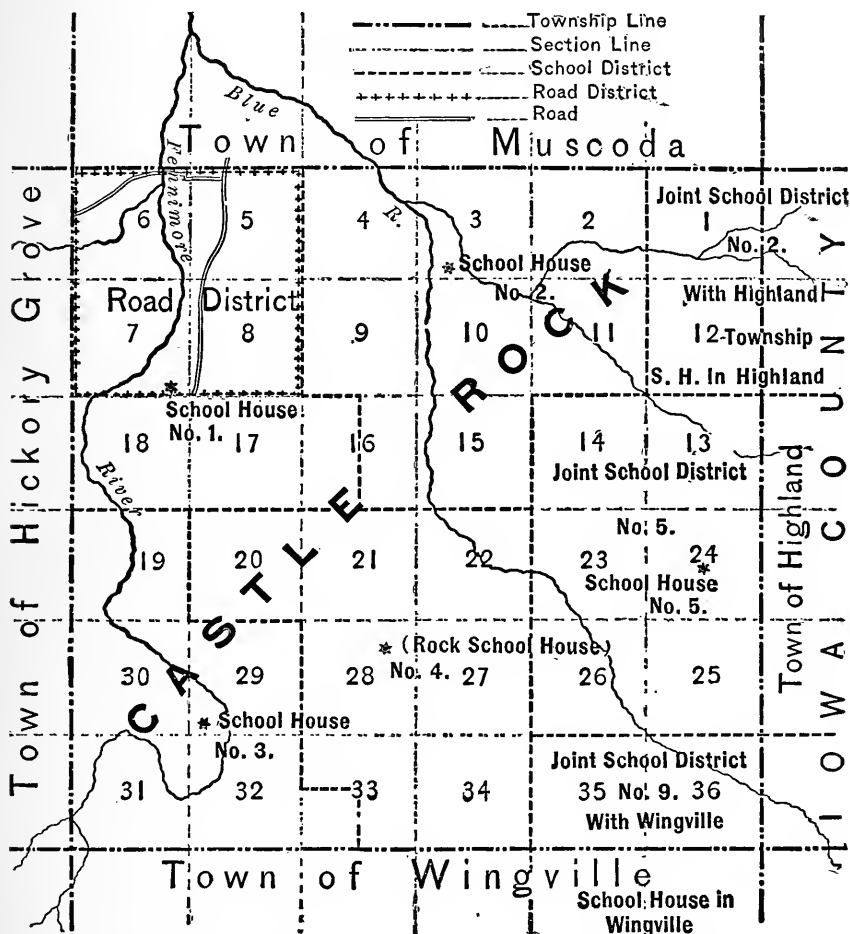 Township Line
Section Line
School District
Road District
Road
Blue
R.
Town of Muscoda
Fennimore
River
Town of Hickory Grove
6 5 4 3 2 1
Joint School District
No. 2.
* School House
No. 2.
With Highland
Road District
7 8 9 10 11 12-Township
S. H. In Highland
* School House
No. 1.
18 17 16 15 14 13
Joint School District
No. 5.
19 20 21 22 23 24
* School House
No. 5.
CASTLE ROCK
* (Rock School House)
No. 4.
30 29 28 27 26 25
* School House
No. 3.
Joint School District
31 32 33 34 35 No. 9. 36
With Wingville
Town of Highland
IOWA COUNTY
Town of Wingville
School House in
Wingville